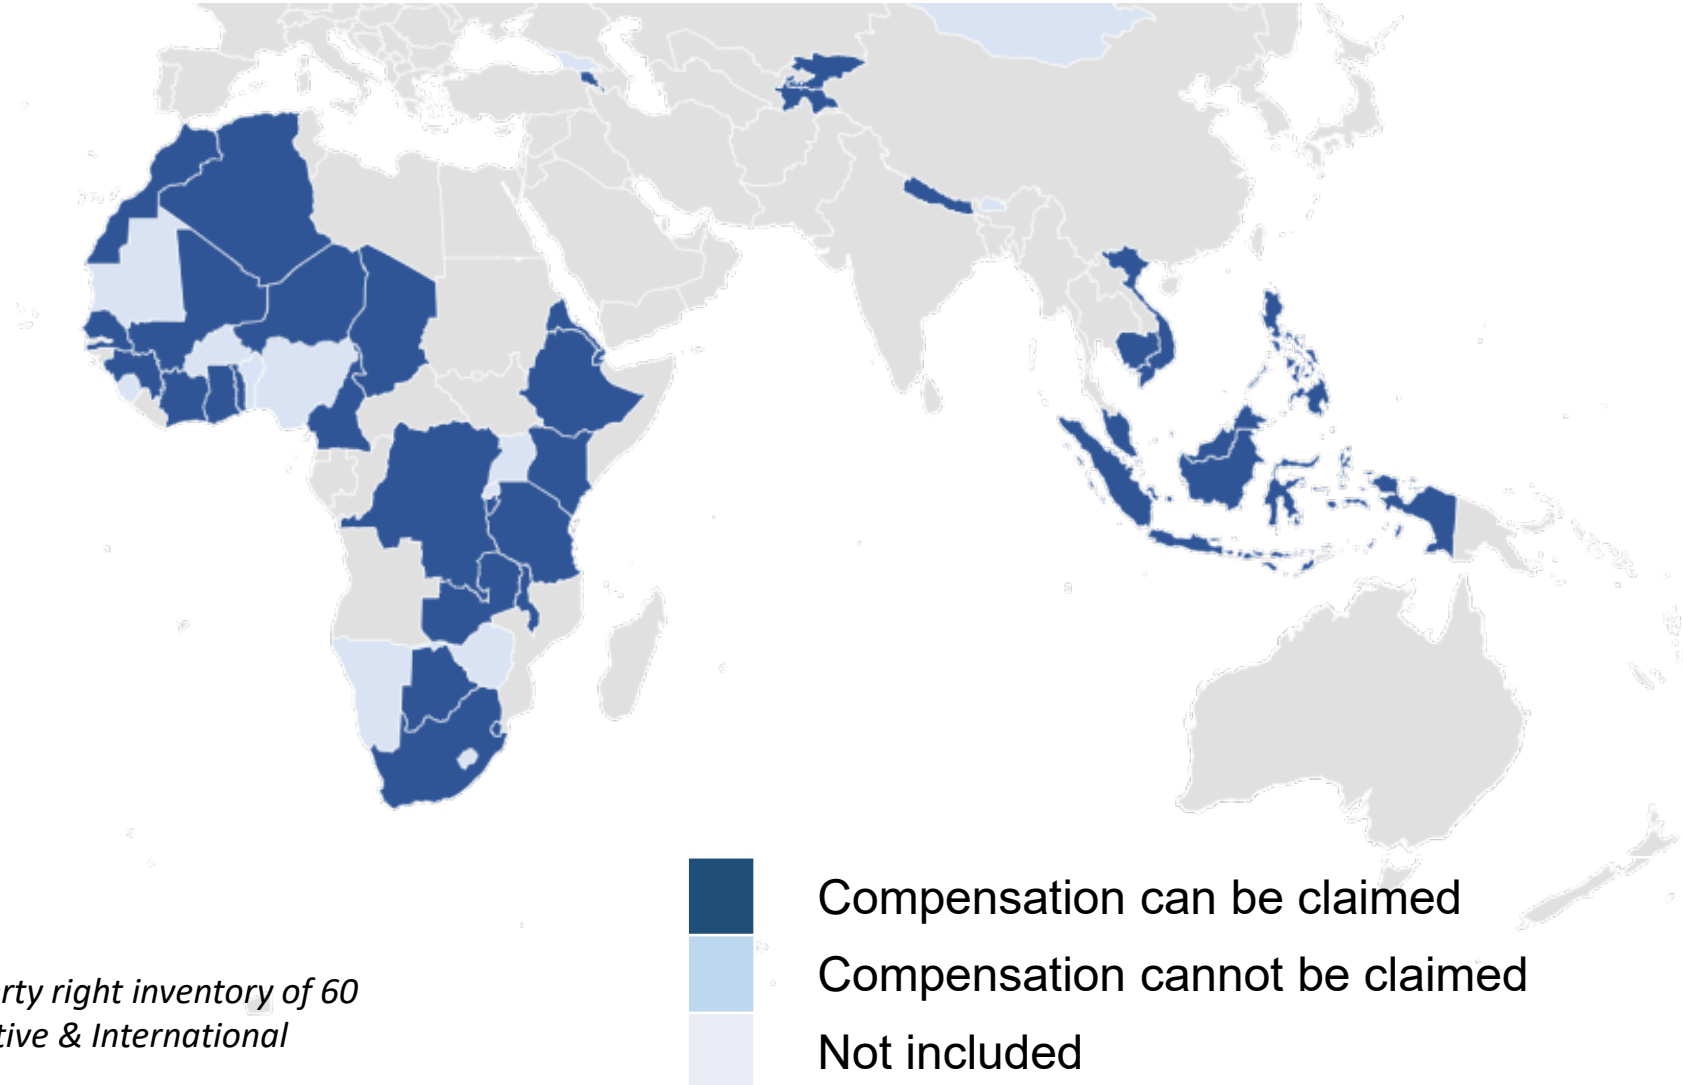 Compensation can be claimed
Compensation cannot be claimed
Not included
rty right inventory of 60
tive & International